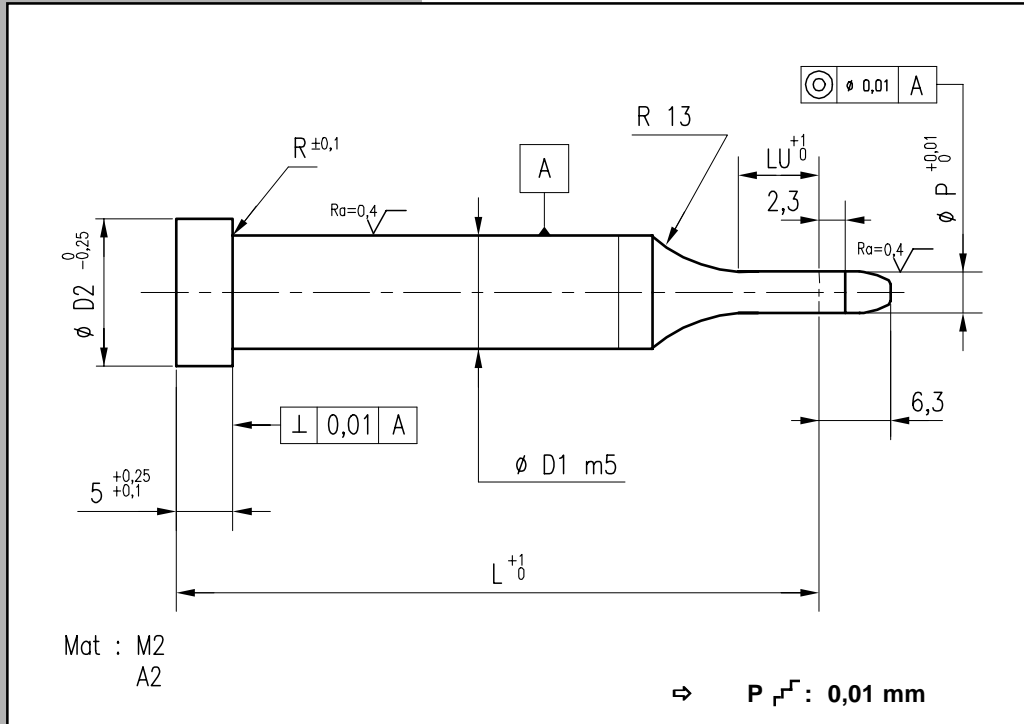 ⌾ ø 0,01 A
R 13
R ±0,1
A
LU +1 0
2,3
ø P +0,01 0
Ra=0,4
Ra=0,4
ø D2 0 -0,25
6,3
⊥ 0,01 A
ø D1 m5
5 +0,25 +0,1
L +1 0
Mat : M2
A2
⇨ P : 0,01 mm